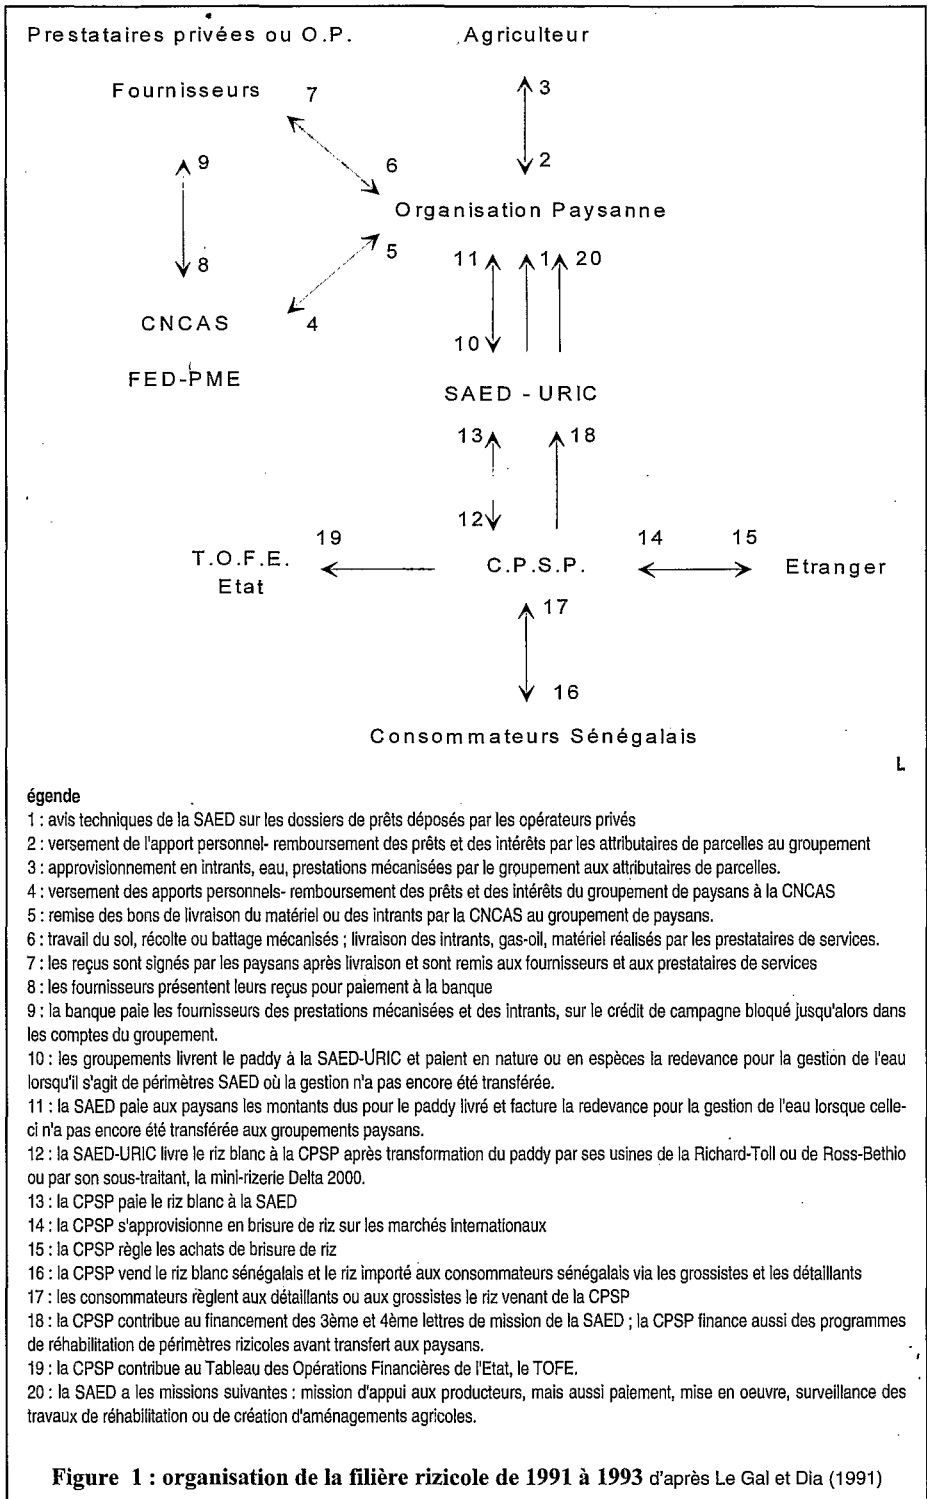 Prestataires privées ou O.P. Agriculteur
Fournisseurs 7 3
9 6 2
Organisation Paysanne
5 11 1 20
8
CNCAS 4
10
FED-PME
SAED - URIC
13 18
12
19 14 15
T.O.F.E. C.P.S.P. Etranger
Etat
17
16
Consommateurs Sénégalais
L
égende
1 : avis techniques de la SAED sur les dossiers de prêts déposés par les opérateurs privés
2 : versement de l'apport personnel- remboursement des prêts et des intérêts par les attributaires de parcelles au groupement
3 : approvisionnement en intrants, eau, prestations mécanisées par le groupement aux attributaires de parcelles.
4 : versement des apports personnels- remboursement des prêts et des intérêts du groupement de paysans à la CNCAS
5 : remise des bons de livraison du matériel ou des intrants par la CNCAS au groupement de paysans.
6 : travail du sol, récolte ou battage mécanisés ; livraison des intrants, gas-oil, matériel réalisés par les prestataires de services.
7 : les reçus sont signés par les paysans après livraison et sont remis aux fournisseurs et aux prestataires de services
8 : les fournisseurs présentent leurs reçus pour paiement à la banque
9 : la banque paie les fournisseurs des prestations mécanisées et des intrants, sur le crédit de campagne bloqué jusqu'alors dans
les comptes du groupement.
10 : les groupements livrent le paddy à la SAED-URIC et paient en nature ou en espèces la redevance pour la gestion de l'eau
lorsqu'il s'agit de périmètres SAED où la gestion n'a pas encore été transférée.
11 : la SAED paie aux paysans les montants dus pour le paddy livré et facture la redevance pour la gestion de l'eau lorsque celle-
ci n'a pas encore été transférée aux groupements paysans.
12 : la SAED-URIC livre le riz blanc à la CPSP après transformation du paddy par ses usines de la Richard-Toll ou de Ross-Bethio
ou par son sous-traitant, la mini-rizerie Delta 2000.
13 : la CPSP paie le riz blanc à la SAED
14 : la CPSP s'approvisionne en brisure de riz sur les marchés internationaux
15 : la CPSP règle les achats de brisure de riz
16 : la CPSP vend le riz blanc sénégalais et le riz importé aux consommateurs sénégalais via les grossistes et les détaillants
17 : les consommateurs règlent aux détaillants ou aux grossistes le riz venant de la CPSP
18 : la CPSP contribue au financement des 3ème et 4ème lettres de mission de la SAED ; la CPSP finance aussi des programmes
de réhabilitation de périmètres rizicoles avant transfert aux paysans.
19 : la CPSP contribue au Tableau des Opérations Financières de l'Etat, le TOFE.
20 : la SAED a les missions suivantes : mission d'appui aux producteurs, mais aussi paiement, mise en oeuvre, surveillance des
travaux de réhabilitation ou de création d'aménagements agricoles.
Figure 1 : organisation de la filière rizicole de 1991 à 1993 d'après Le Gal et Dia (1991)